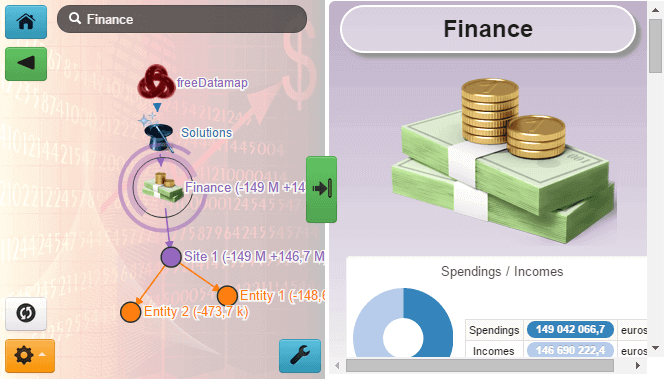 Finance
freeDatamap
Solutions
Finance (-149 M +14
Site 1 (-149 M +146,7 M
Entity 1 (-148,6
Entity 2 (-473,7 k)
Finance
Spendings / Incomes
Spendings 149 042 066,7 euros
Incomes 146 690 222,4 euros